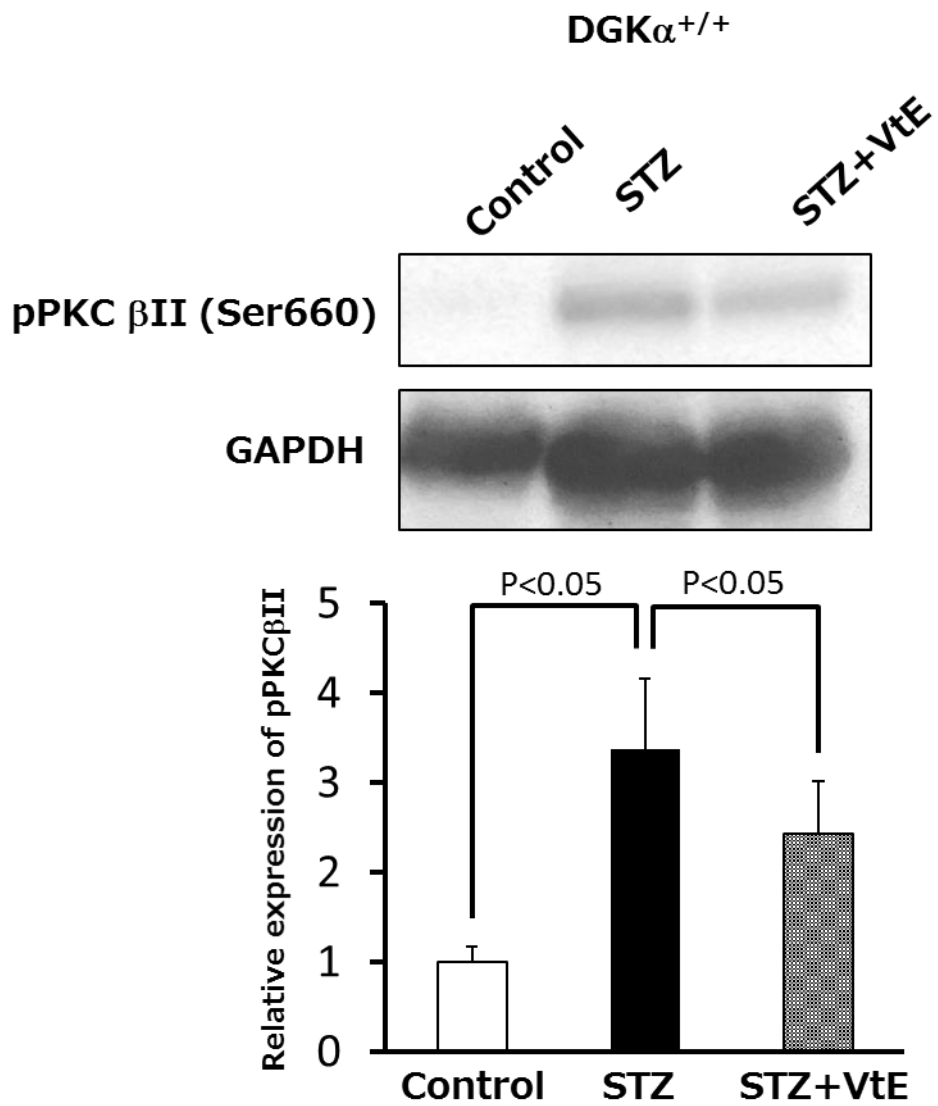 DGKα+/+
Control
STZ
STZ+VtE
pPKC βII (Ser660)
GAPDH
P<0.05
P<0.05
Relative expression of pPKCβII
5
4
3
2
1
0
Control
STZ
STZ+VtE